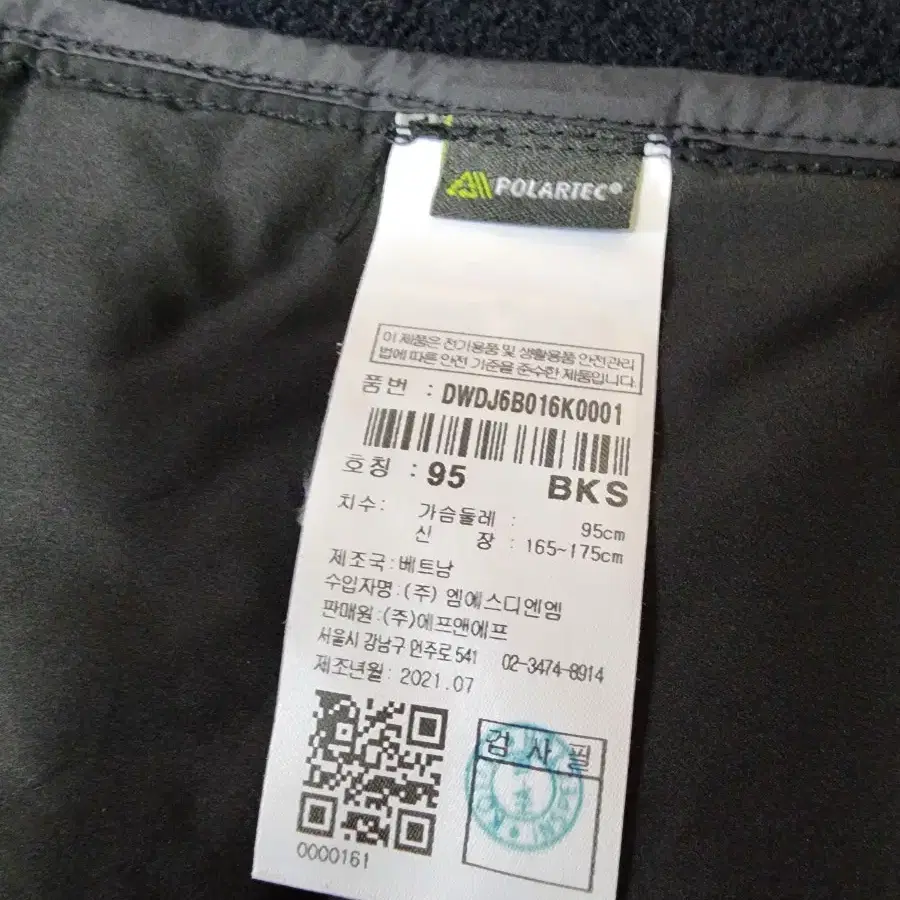 POLARTEC®
이 제품은 전기용품 및 생활용품 안전관리
법에 따른 안전 기준을 준수한 제품입니다.
품번 : DWDJ6B016K0001
호칭 : 95 BKS
치수 : 가슴둘레 : 95cm
신장 : 165~175cm
제조국 : 베트남
수입자명 : (주) 엠에스디엔엠
판매원 : (주)에프앤에프
서울시 강남구 언주로 541 02-3474-8914
제조년월 : 2021.07
검사필
0000161